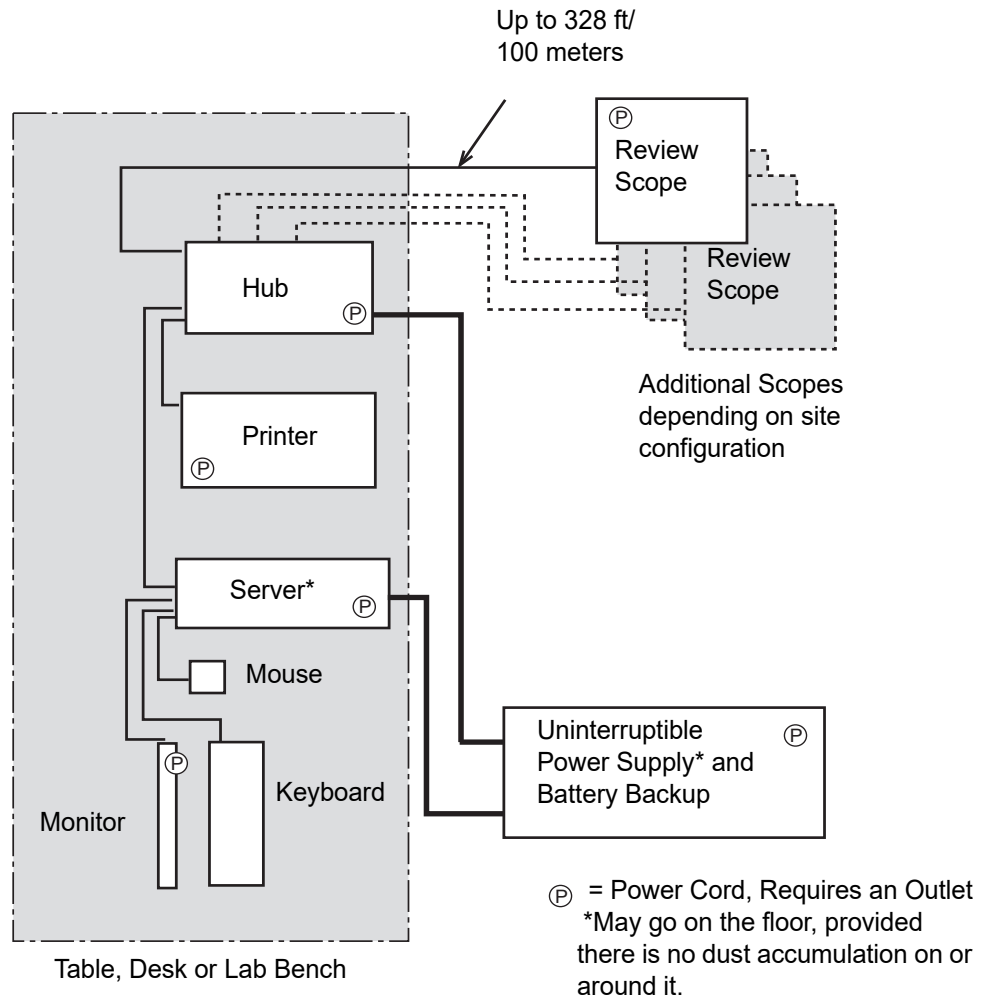 Up to 328 ft/
100 meters
Ⓟ
Review
Scope
Review
Scope
Hub
Ⓟ
Additional Scopes
depending on site
configuration
Printer
Ⓟ
Server*
Ⓟ
Mouse
Uninterruptible
Power Supply* and
Battery Backup
Ⓟ
Ⓟ
Keyboard
Monitor
Ⓟ = Power Cord, Requires an Outlet
*May go on the floor, provided
there is no dust accumulation on or
around it.
Table, Desk or Lab Bench